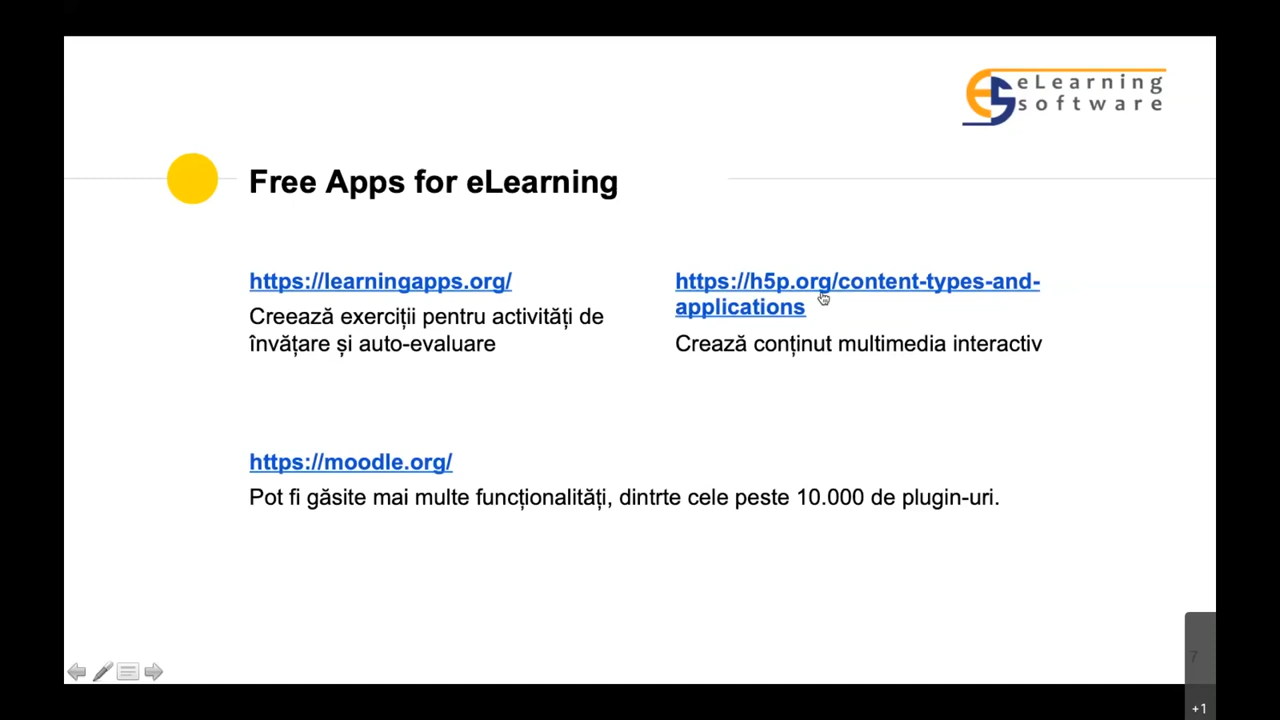 eLearning
software
Free Apps for eLearning
https://learningapps.org/
Creează exerciții pentru activități de
învățare și auto-evaluare
https://h5p.org/content-types-and-
applications
Crează conținut multimedia interactiv
https://moodle.org/
Pot fi găsite mai multe funcționalități, dintrte cele peste 10.000 de plugin-uri.
7
+1